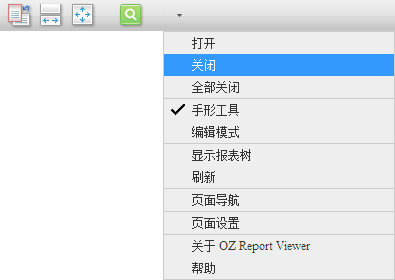 打开
关闭
全部关闭
手形工具
编辑模式
显示报表树
刷新
页面导航
页面设置
关于 OZ Report Viewer
帮助